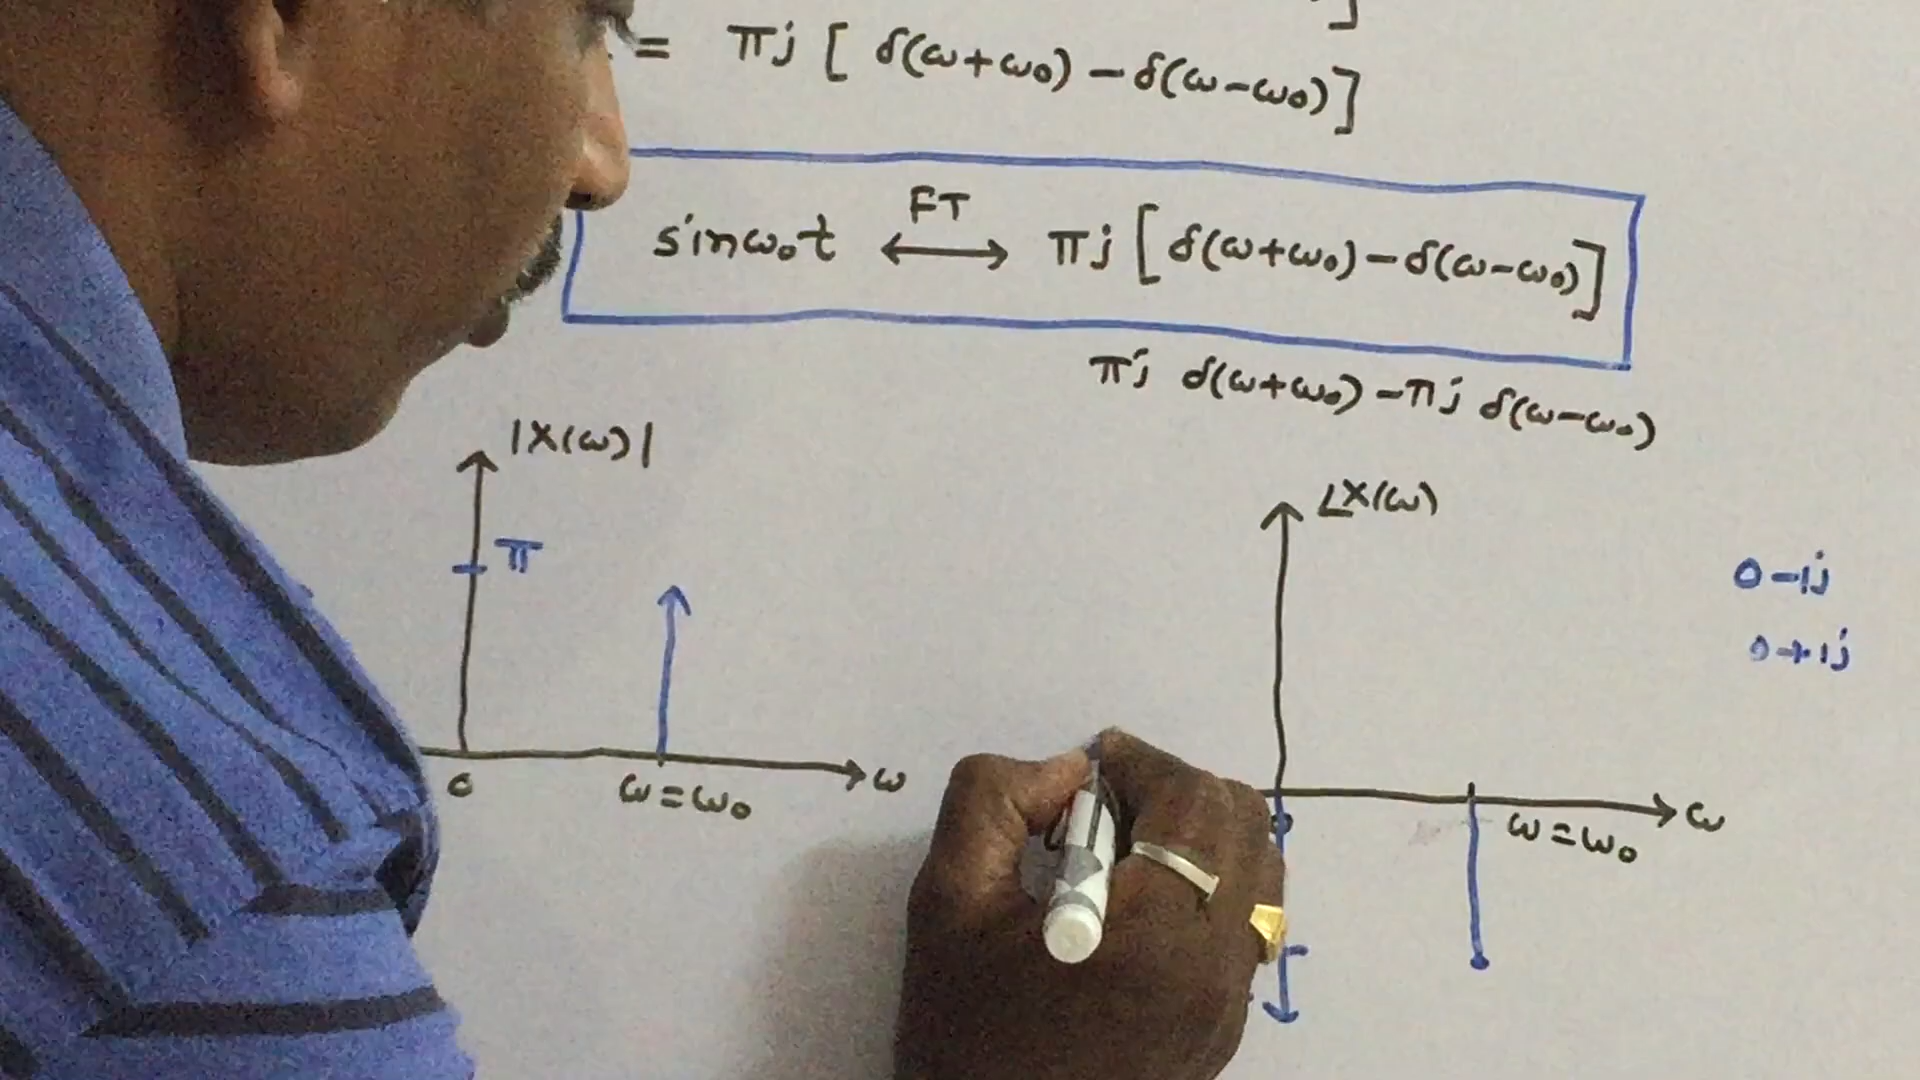 ]
= πj [ δ(ω+ω₀) – δ(ω–ω₀)]
FT
sinω₀t ⟷ πj [δ(ω+ω₀)–δ(ω–ω₀)]
πj δ(ω+ω₀) –πj δ(ω–ω₀)
|X(ω)|
π
0
ω=ω₀
ω
∠X(ω)
0–1j
0+1j
0
ω=ω₀
ω